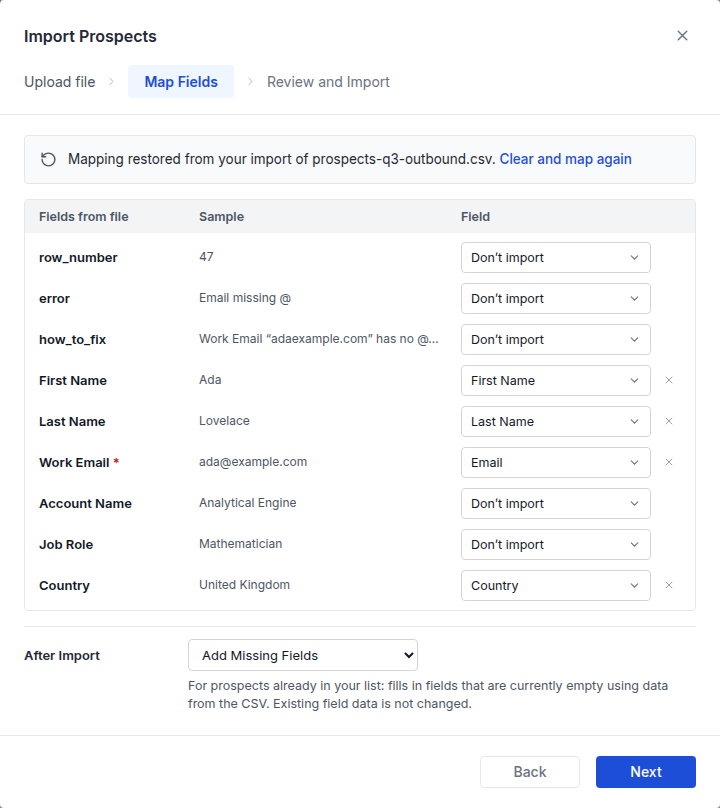 Import Prospects
Upload file
Map Fields
Review and Import
Mapping restored from your import of prospects-q3-outbound.csv. Clear and map again
Fields from file Sample Field
row_number 47 Don’t import
error Email missing @ Don’t import
how_to_fix Work Email “adaexample.com” has no @... Don’t import
First Name Ada First Name
Last Name Lovelace Last Name
Work Email * ada@example.com Email
Account Name Analytical Engine Don’t import
Job Role Mathematician Don’t import
Country United Kingdom Country
After Import Add Missing Fields
For prospects already in your list: fills in fields that are currently empty using data
from the CSV. Existing field data is not changed.
Back Next